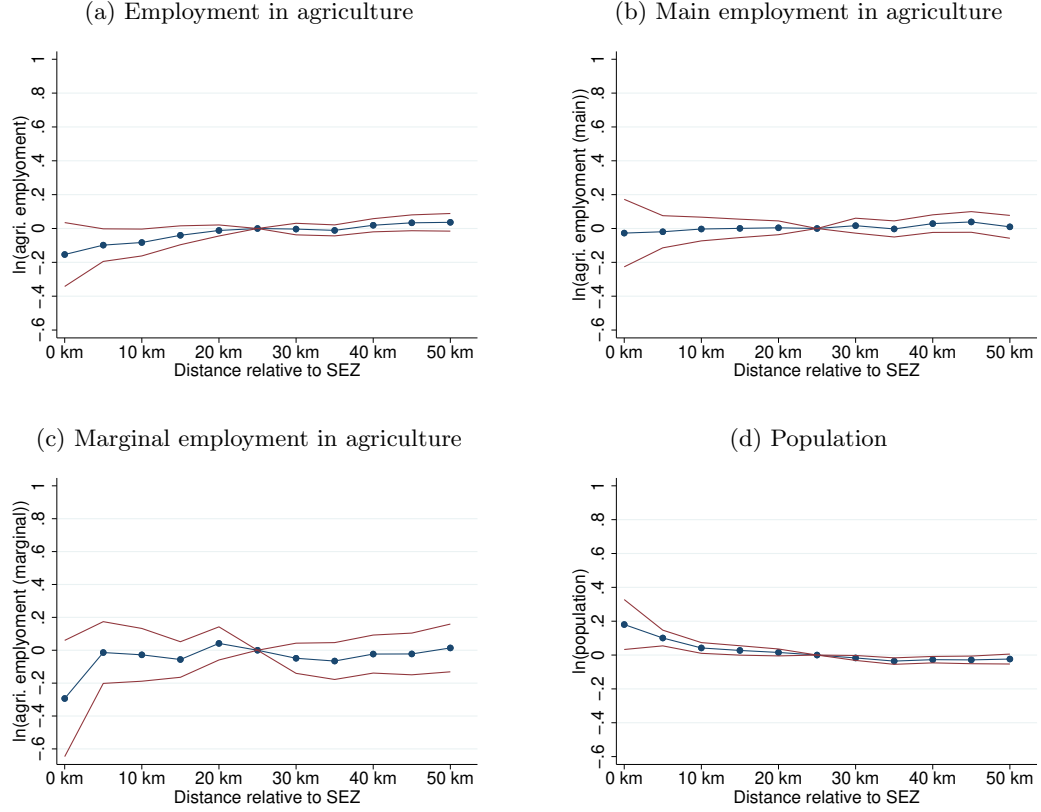 (a) Employment in agriculture
ln(agri. emplyoment)
1
.8
.6
.4
.2
0
-.2
-.4
-.6
0 km 10 km 20 km 30 km 40 km 50 km
Distance relative to SEZ
(b) Main employment in agriculture
ln(agri. emplyoment (main))
1
.8
.6
.4
.2
0
-.2
-.4
-.6
0 km 10 km 20 km 30 km 40 km 50 km
Distance relative to SEZ
(c) Marginal employment in agriculture
ln(agri. emplyoment (marginal))
1
.8
.6
.4
.2
0
-.2
-.4
-.6
0 km 10 km 20 km 30 km 40 km 50 km
Distance relative to SEZ
(d) Population
ln(population)
1
.8
.6
.4
.2
0
-.2
-.4
-.6
0 km 10 km 20 km 30 km 40 km 50 km
Distance relative to SEZ